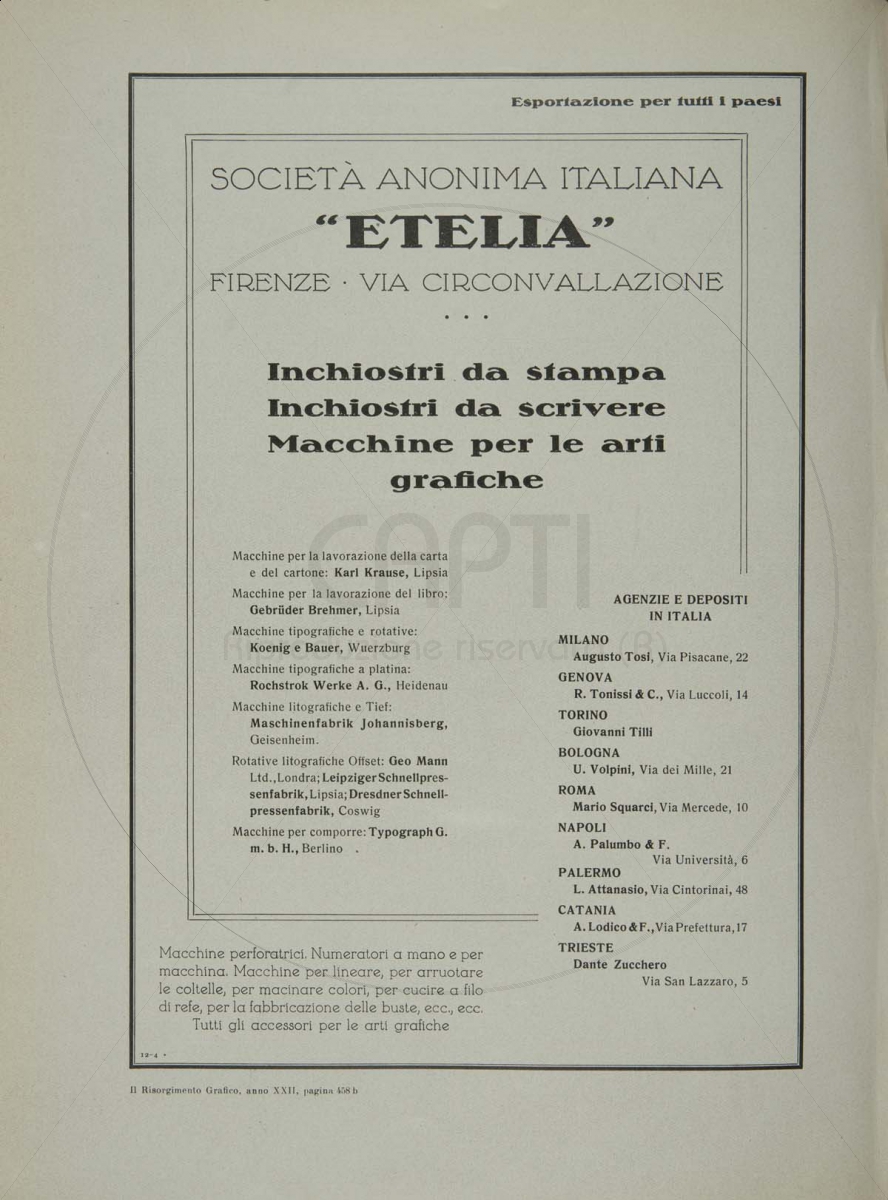 Esportazione per tutti i paesi
SOCIETÀ ANONIMA ITALIANA
“ETELIA”
FIRENZE · VIA CIRCONVALLAZIONE
• • •
Inchiostri da stampa
Inchiostri da scrivere
Macchine per le arti
grafiche
Macchine per la lavorazione della carta
e del cartone: Karl Krause, Lipsia
Macchine per la lavorazione del libro:
Gebrüder Brehmer, Lipsia
Macchine tipografiche e rotative:
Koenig e Bauer, Wuerzburg
Macchine tipografiche a platina:
Rochstrok Werke A. G., Heidenau
Macchine litografiche e Tief:
Maschinenfabrik Johannisberg,
Geisenheim.
Rotative litografiche Offset: Geo Mann
Ltd., Londra; Leipziger Schnellpres-
senfabrik, Lipsia; Dresdner Schnell-
pressenfabrik, Coswig
Macchine per comporre: Typograph G.
m. b. H., Berlino .
AGENZIE E DEPOSITI
IN ITALIA
MILANO
Augusto Tosi, Via Pisacane, 22
GENOVA
R. Tonissi & C., Via Luccoli, 14
TORINO
Giovanni Tilli
BOLOGNA
U. Volpini, Via dei Mille, 21
ROMA
Mario Squarci, Via Mercede, 10
NAPOLI
A. Palumbo & F.
Via Università, 6
PALERMO
L. Attanasio, Via Cintorinai, 48
CATANIA
A. Lodico & F., Via Prefettura, 17
TRIESTE
Dante Zucchero
Via San Lazzaro, 5
Macchine perforatrici. Numeratori a mano e per
macchina. Macchine per lineare, per arruotare
le coltelle, per macinare colori, per cucire a filo
di refe, per la fabbricazione delle buste, ecc., ecc.
Tutti gli accessori per le arti grafiche
12-4 •
Il Risorgimento Grafico, anno XXII, pagina 458 b
CAPTI
Riproduzione riservata (R)